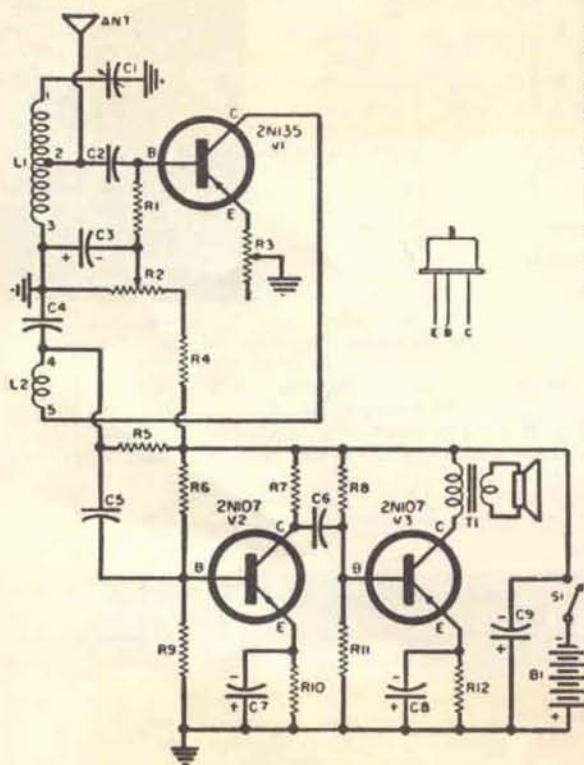 ANT
C1
1
L1
2
C2
B
C
2N135
V1
R1
E
3
C3
+ -
R3
R2
C4
R4
4
L2
5
B
E B C
R5
R6
R7
C6
R8
T1
C5
2N107
V2
C
2N107
V3
C
B
B
E
E
S1
R9
-
C7
+
R10
R11
-
C8
+
R12
-
C9
+
-
B1
+